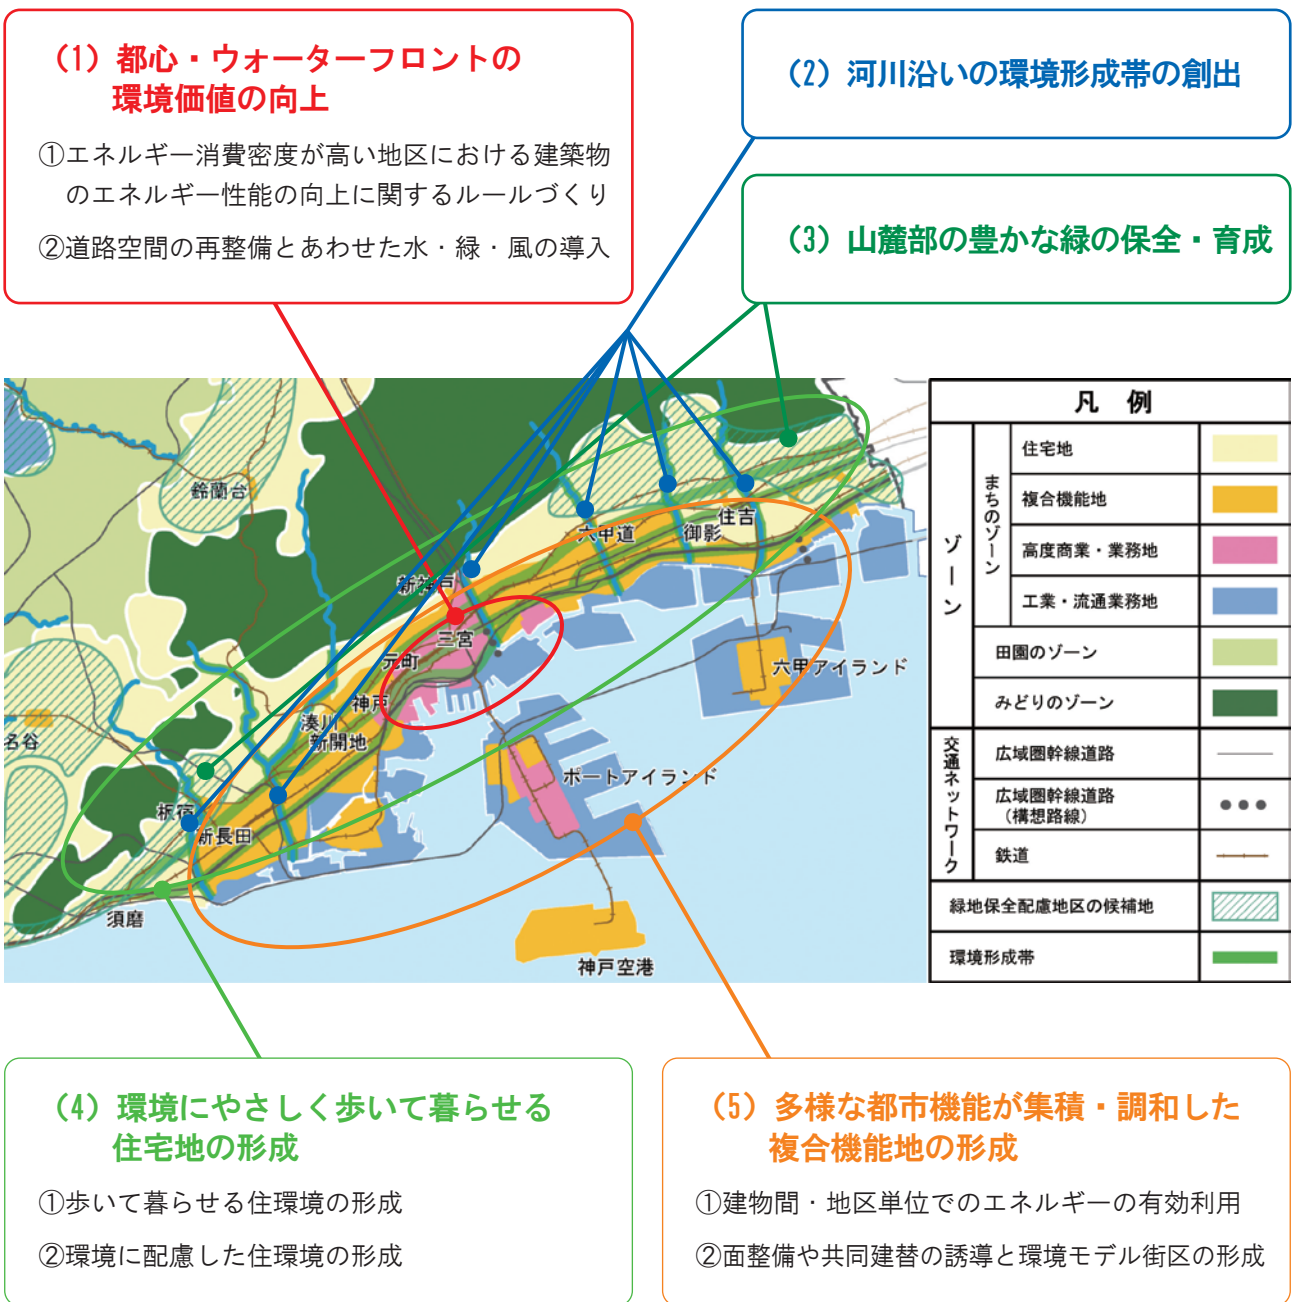 (1) 都心・ウォーターフロントの
環境価値の向上
①エネルギー消費密度が高い地区における建築物
のエネルギー性能の向上に関するルールづくり
②道路空間の再整備とあわせた水・緑・風の導入
(2) 河川沿いの環境形成帯の創出
(3) 山麓部の豊かな緑の保全・育成
鈴蘭台
六甲道
御影
住吉
新神戸
三宮
元町
神戸
湊川
新開地
名谷
板宿
新長田
須磨
六甲アイランド
ポートアイランド
神戸空港
凡 例
ゾーン
まちのゾーン
住宅地
複合機能地
高度商業・業務地
工業・流通業務地
田園のゾーン
みどりのゾーン
交通ネットワーク
広域圏幹線道路
広域圏幹線道路
(構想路線)
鉄道
緑地保全配慮地区の候補地
環境形成帯
(4) 環境にやさしく歩いて暮らせる
住宅地の形成
①歩いて暮らせる住環境の形成
②環境に配慮した住環境の形成
(5) 多様な都市機能が集積・調和した
複合機能地の形成
①建物間・地区単位でのエネルギーの有効利用
②面整備や共同建替の誘導と環境モデル街区の形成